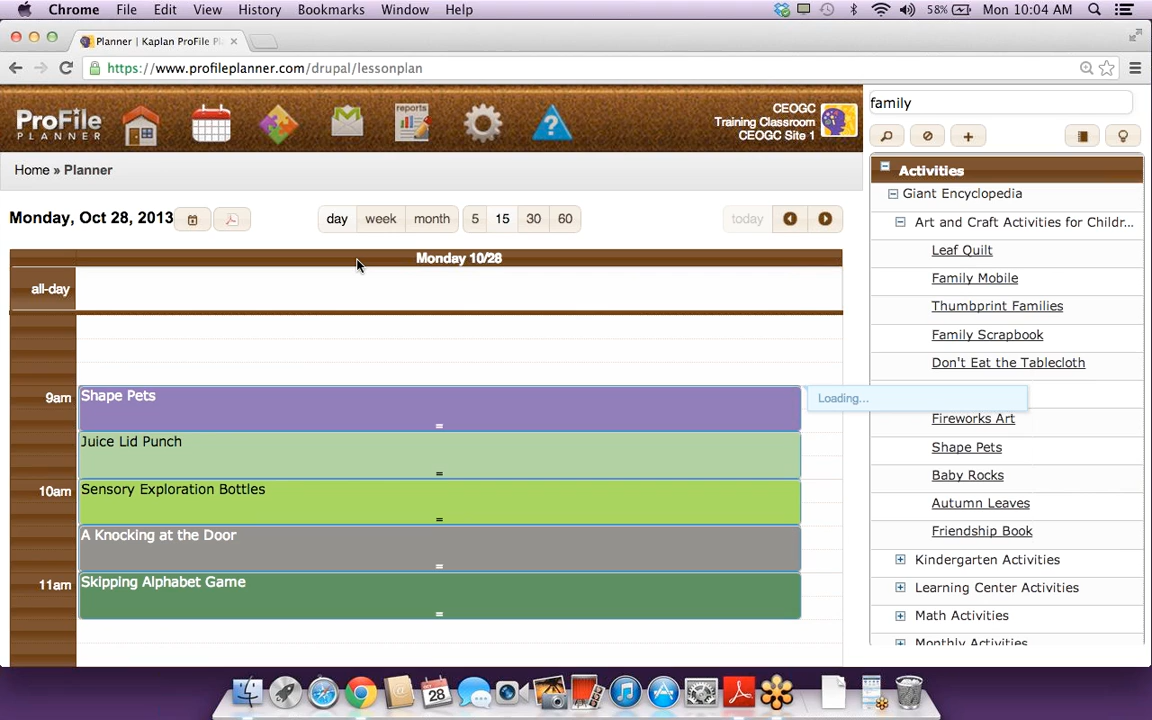 Chrome File Edit View History Bookmarks Window Help 58% Mon 10:04 AM
Planner | Kaplan ProFile Pl
https://www.profileplanner.com/drupal/lessonplan
ProFile
PLANNER
reports
CEOGC
Training Classroom
CEOGC Site 1
family
Home » Planner
Monday, Oct 28, 2013
day week month 5 15 30 60 today
Monday 10/28
all-day
9am
Shape Pets
Juice Lid Punch
10am
Sensory Exploration Bottles
A Knocking at the Door
11am
Skipping Alphabet Game
Loading...
Activities
Giant Encyclopedia
Art and Craft Activities for Childr...
Leaf Quilt
Family Mobile
Thumbprint Families
Family Scrapbook
Don't Eat the Tablecloth
Fireworks Art
Shape Pets
Baby Rocks
Autumn Leaves
Friendship Book
Kindergarten Activities
Learning Center Activities
Math Activities
Monthly Activities
28